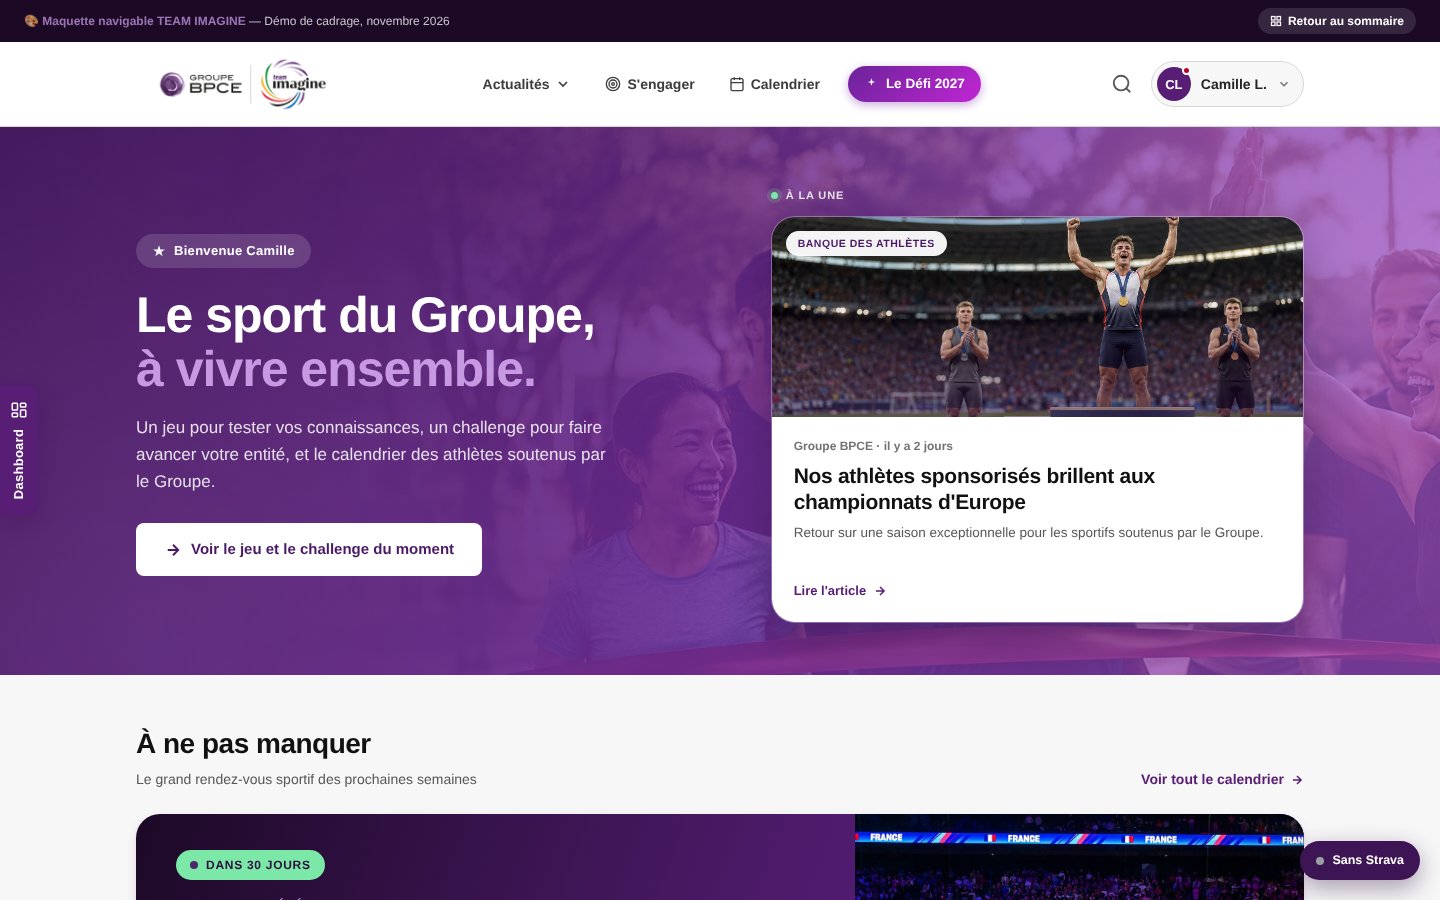 🎨 Maquette navigable TEAM IMAGINE — Démo de cadrage, novembre 2026
Retour au sommaire
GROUPE
BPCE
team
imagine
Actualités
S'engager
Calendrier
Le Défi 2027
CL
Camille L.
À LA UNE
Bienvenue Camille
Le sport du Groupe,
à vivre ensemble.
Un jeu pour tester vos connaissances, un challenge pour faire
avancer votre entité, et le calendrier des athlètes soutenus par
le Groupe.
Voir le jeu et le challenge du moment
BANQUE DES ATHLÈTES
Groupe BPCE · il y a 2 jours
Nos athlètes sponsorisés brillent aux
championnats d'Europe
Retour sur une saison exceptionnelle pour les sportifs soutenus par le Groupe.
Lire l'article
Dashboard
À ne pas manquer
Le grand rendez-vous sportif des prochaines semaines
Voir tout le calendrier
DANS 30 JOURS
FRANCE FRANCE FRANCE FRAN
Sans Strava